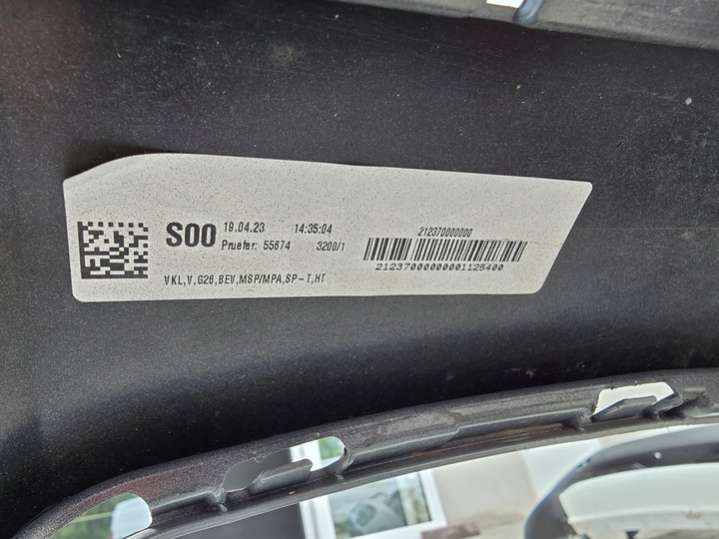 S00 19.04.23 14:35:04
Pruefer: 55674 3200/1
212370000000
21237000000001125400
VKL,V,G26,BEV,MSP/MPA,SP-T,HT